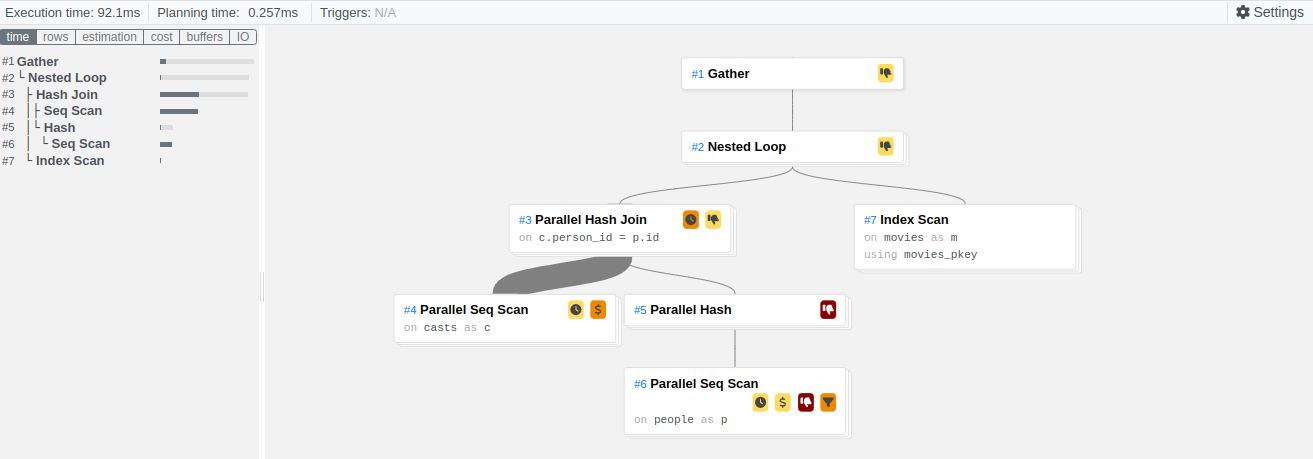 Execution time: 92.1ms Planning time: 0.257ms Triggers: N/A Settings
time rows estimation cost buffers IO
#1 Gather
#2 Nested Loop
#3 Hash Join
#4 Seq Scan
#5 Hash
#6 Seq Scan
#7 Index Scan
#1 Gather
#2 Nested Loop
#3 Parallel Hash Join
on c.person_id = p.id
#7 Index Scan
on movies as m
using movies_pkey
#4 Parallel Seq Scan
$
on casts as c
#5 Parallel Hash
#6 Parallel Seq Scan
$
on people as p